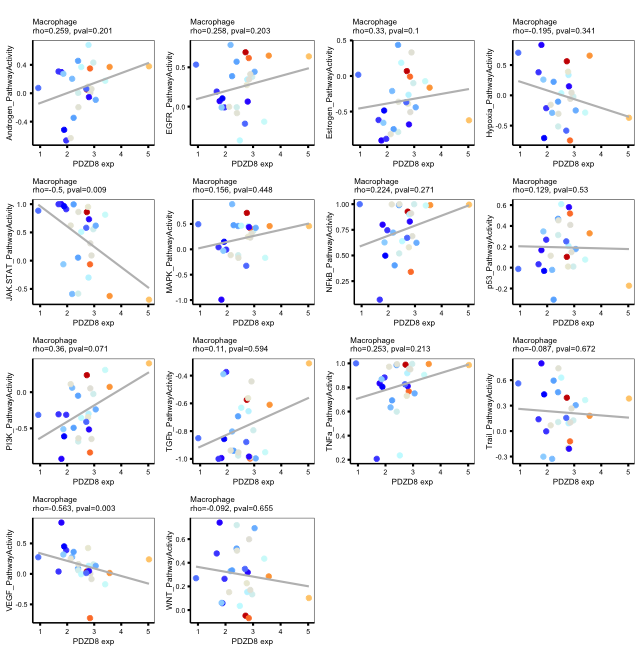 Macrophage
rho=0.259, pval=0.201
Androgen_PathwayActivity
0.4
0.0
-0.4
1 2 3 4 5
PDZD8 exp
Macrophage
rho=0.258, pval=0.203
EGFR_PathwayActivity
0.5
0.0
-0.5
1 2 3 4 5
PDZD8 exp
Macrophage
rho=0.33, pval=0.1
Estrogen_PathwayActivity
0.5
0.0
-0.5
1 2 3 4 5
PDZD8 exp
Macrophage
rho=-0.195, pval=0.341
Hypoxia_PathwayActivity
0.5
0.0
-0.5
1 2 3 4 5
PDZD8 exp
Macrophage
rho=-0.5, pval=0.009
JAK.STAT_PathwayActivity
1.0
0.5
0.0
-0.5
1 2 3 4 5
PDZD8 exp
Macrophage
rho=0.156, pval=0.448
MAPK_PathwayActivity
0.5
0.0
-0.5
-1.0
1 2 3 4 5
PDZD8 exp
Macrophage
rho=0.224, pval=0.271
NFkB_PathwayActivity
1.00
0.75
0.50
0.25
1 2 3 4 5
PDZD8 exp
Macrophage
rho=0.129, pval=0.53
p53_PathwayActivity
0.6
0.4
0.2
0.0
-0.2
1 2 3 4 5
PDZD8 exp
Macrophage
rho=0.36, pval=0.071
PI3K_PathwayActivity
0.0
-0.5
1 2 3 4 5
PDZD8 exp
Macrophage
rho=0.11, pval=0.594
TGFb_PathwayActivity
-0.4
-0.6
-0.8
-1.0
1 2 3 4 5
PDZD8 exp
Macrophage
rho=0.253, pval=0.213
TNFa_PathwayActivity
1.0
0.8
0.6
0.4
0.2
1 2 3 4 5
PDZD8 exp
Macrophage
rho=-0.087, pval=0.672
Trail_PathwayActivity
0.6
0.3
0.0
-0.3
1 2 3 4 5
PDZD8 exp
Macrophage
rho=-0.563, pval=0.003
VEGF_PathwayActivity
0.5
0.0
-0.5
1 2 3 4 5
PDZD8 exp
Macrophage
rho=-0.092, pval=0.655
WNT_PathwayActivity
0.6
0.4
0.2
0.0
1 2 3 4 5
PDZD8 exp